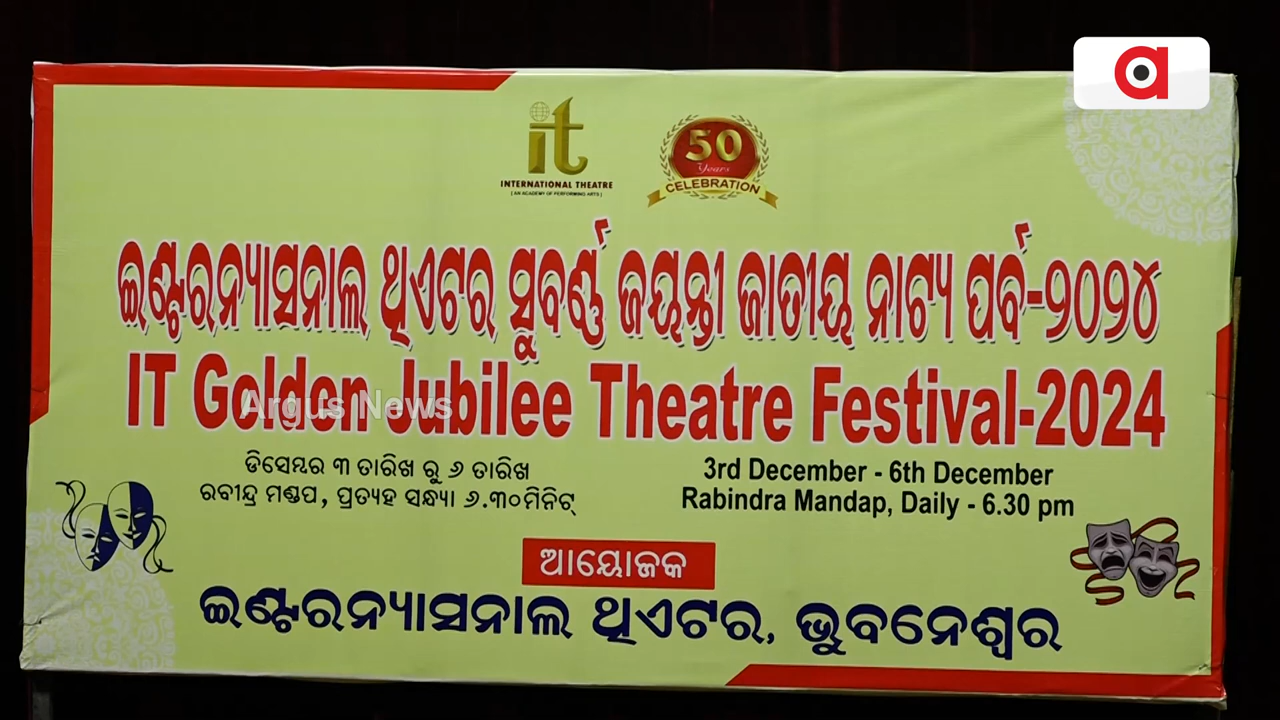 a
it
INTERNATIONAL THEATRE
( AN ACADEMY OF PERFORMING ARTS )
50
Years
CELEBRATION
ଇଣ୍ଟରନ୍ୟାସନାଲ ଥିଏଟର ସୁବର୍ଣ୍ଣ ଜୟନ୍ତୀ ଜାତୀୟ ନାଟ୍ୟ ପର୍ବ-୨୦୨୪
IT Golden Jubilee Theatre Festival-2024
Argus News
ଡିସେମ୍ବର ୩ ତାରିଖ ରୁ ୬ ତାରିଖ
ରବୀନ୍ଦ୍ର ମଣ୍ଡପ, ପ୍ରତ୍ୟହ ସନ୍ଧ୍ୟା ୬.୩୦ମିନିଟ୍
3rd December - 6th December
Rabindra Mandap, Daily - 6.30 pm
ଆୟୋଜକ
ଇଣ୍ଟରନ୍ୟାସନାଲ ଥିଏଟର, ଭୁବନେଶ୍ୱର